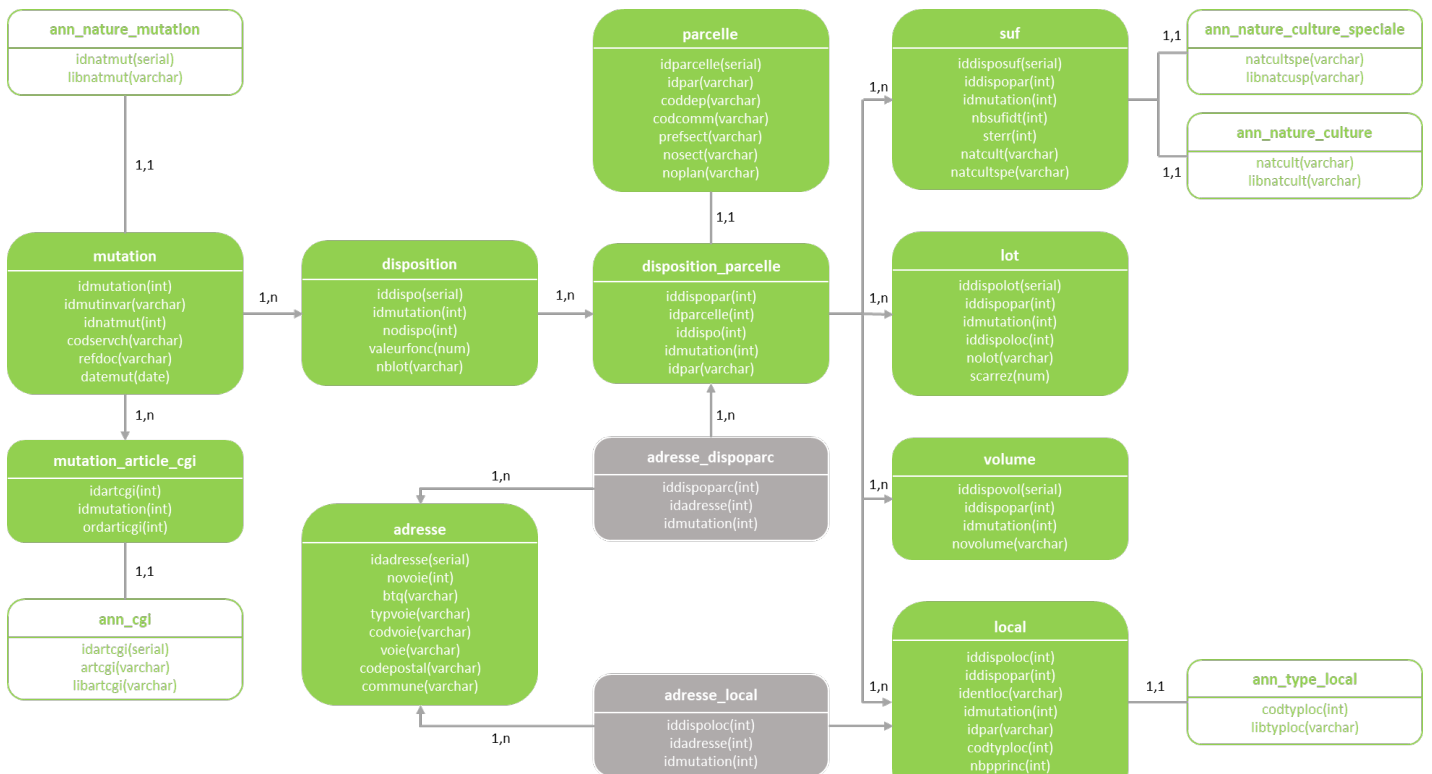 ann_nature_mutation
idnatmut(serial)
libnatmut(varchar)
1,1
mutation
idmutation(int)
idmutinvar(varchar)
idnatmut(int)
codservch(varchar)
refdoc(varchar)
datemut(date)
1,n
mutation_article_cgi
idartcgi(int)
idmutation(int)
ordarticgi(int)
1,1
ann_cgl
idartcgi(serial)
artcgi(varchar)
libartcgi(varchar)
1,n
disposition
iddispo(serial)
idmutation(int)
nodispo(int)
valeurfonc(num)
nblot(varchar)
1,n
parcelle
idparcelle(serial)
idpar(varchar)
coddep(varchar)
codcomm(varchar)
prefsect(varchar)
nosect(varchar)
noplan(varchar)
1,1
disposition_parcelle
iddispopar(int)
idparcelle(int)
iddispo(int)
idmutation(int)
idpar(varchar)
1,n
adresse_dispoparc
iddispoparc(int)
idadresse(int)
idmutation(int)
1,n
adresse
idadresse(serial)
novoie(int)
btq(varchar)
typvoie(varchar)
codvoie(varchar)
voie(varchar)
codepostal(varchar)
commune(varchar)
1,n
adresse_local
iddispoloc(int)
idadresse(int)
idmutation(int)
1,n
suf
iddisposuf(serial)
iddispopar(int)
idmutation(int)
nbsufidt(int)
sterr(int)
natcult(varchar)
natcultspe(varchar)
1,1
ann_nature_culture_speciale
natcultspe(varchar)
libnatcusp(varchar)
1,1
ann_nature_culture
natcult(varchar)
libnatcult(varchar)
1,n
lot
iddispolot(serial)
iddispopar(int)
idmutation(int)
iddispoloc(int)
nolot(varchar)
scarrez(num)
1,n
volume
iddispovol(serial)
iddispopar(int)
idmutation(int)
novolume(varchar)
1,n
local
iddispoloc(int)
iddispopar(int)
identloc(varchar)
idmutation(int)
idpar(varchar)
codtyploc(int)
nbpprinc(int)
1,1
ann_type_local
codtyploc(int)
libtyploc(varchar)